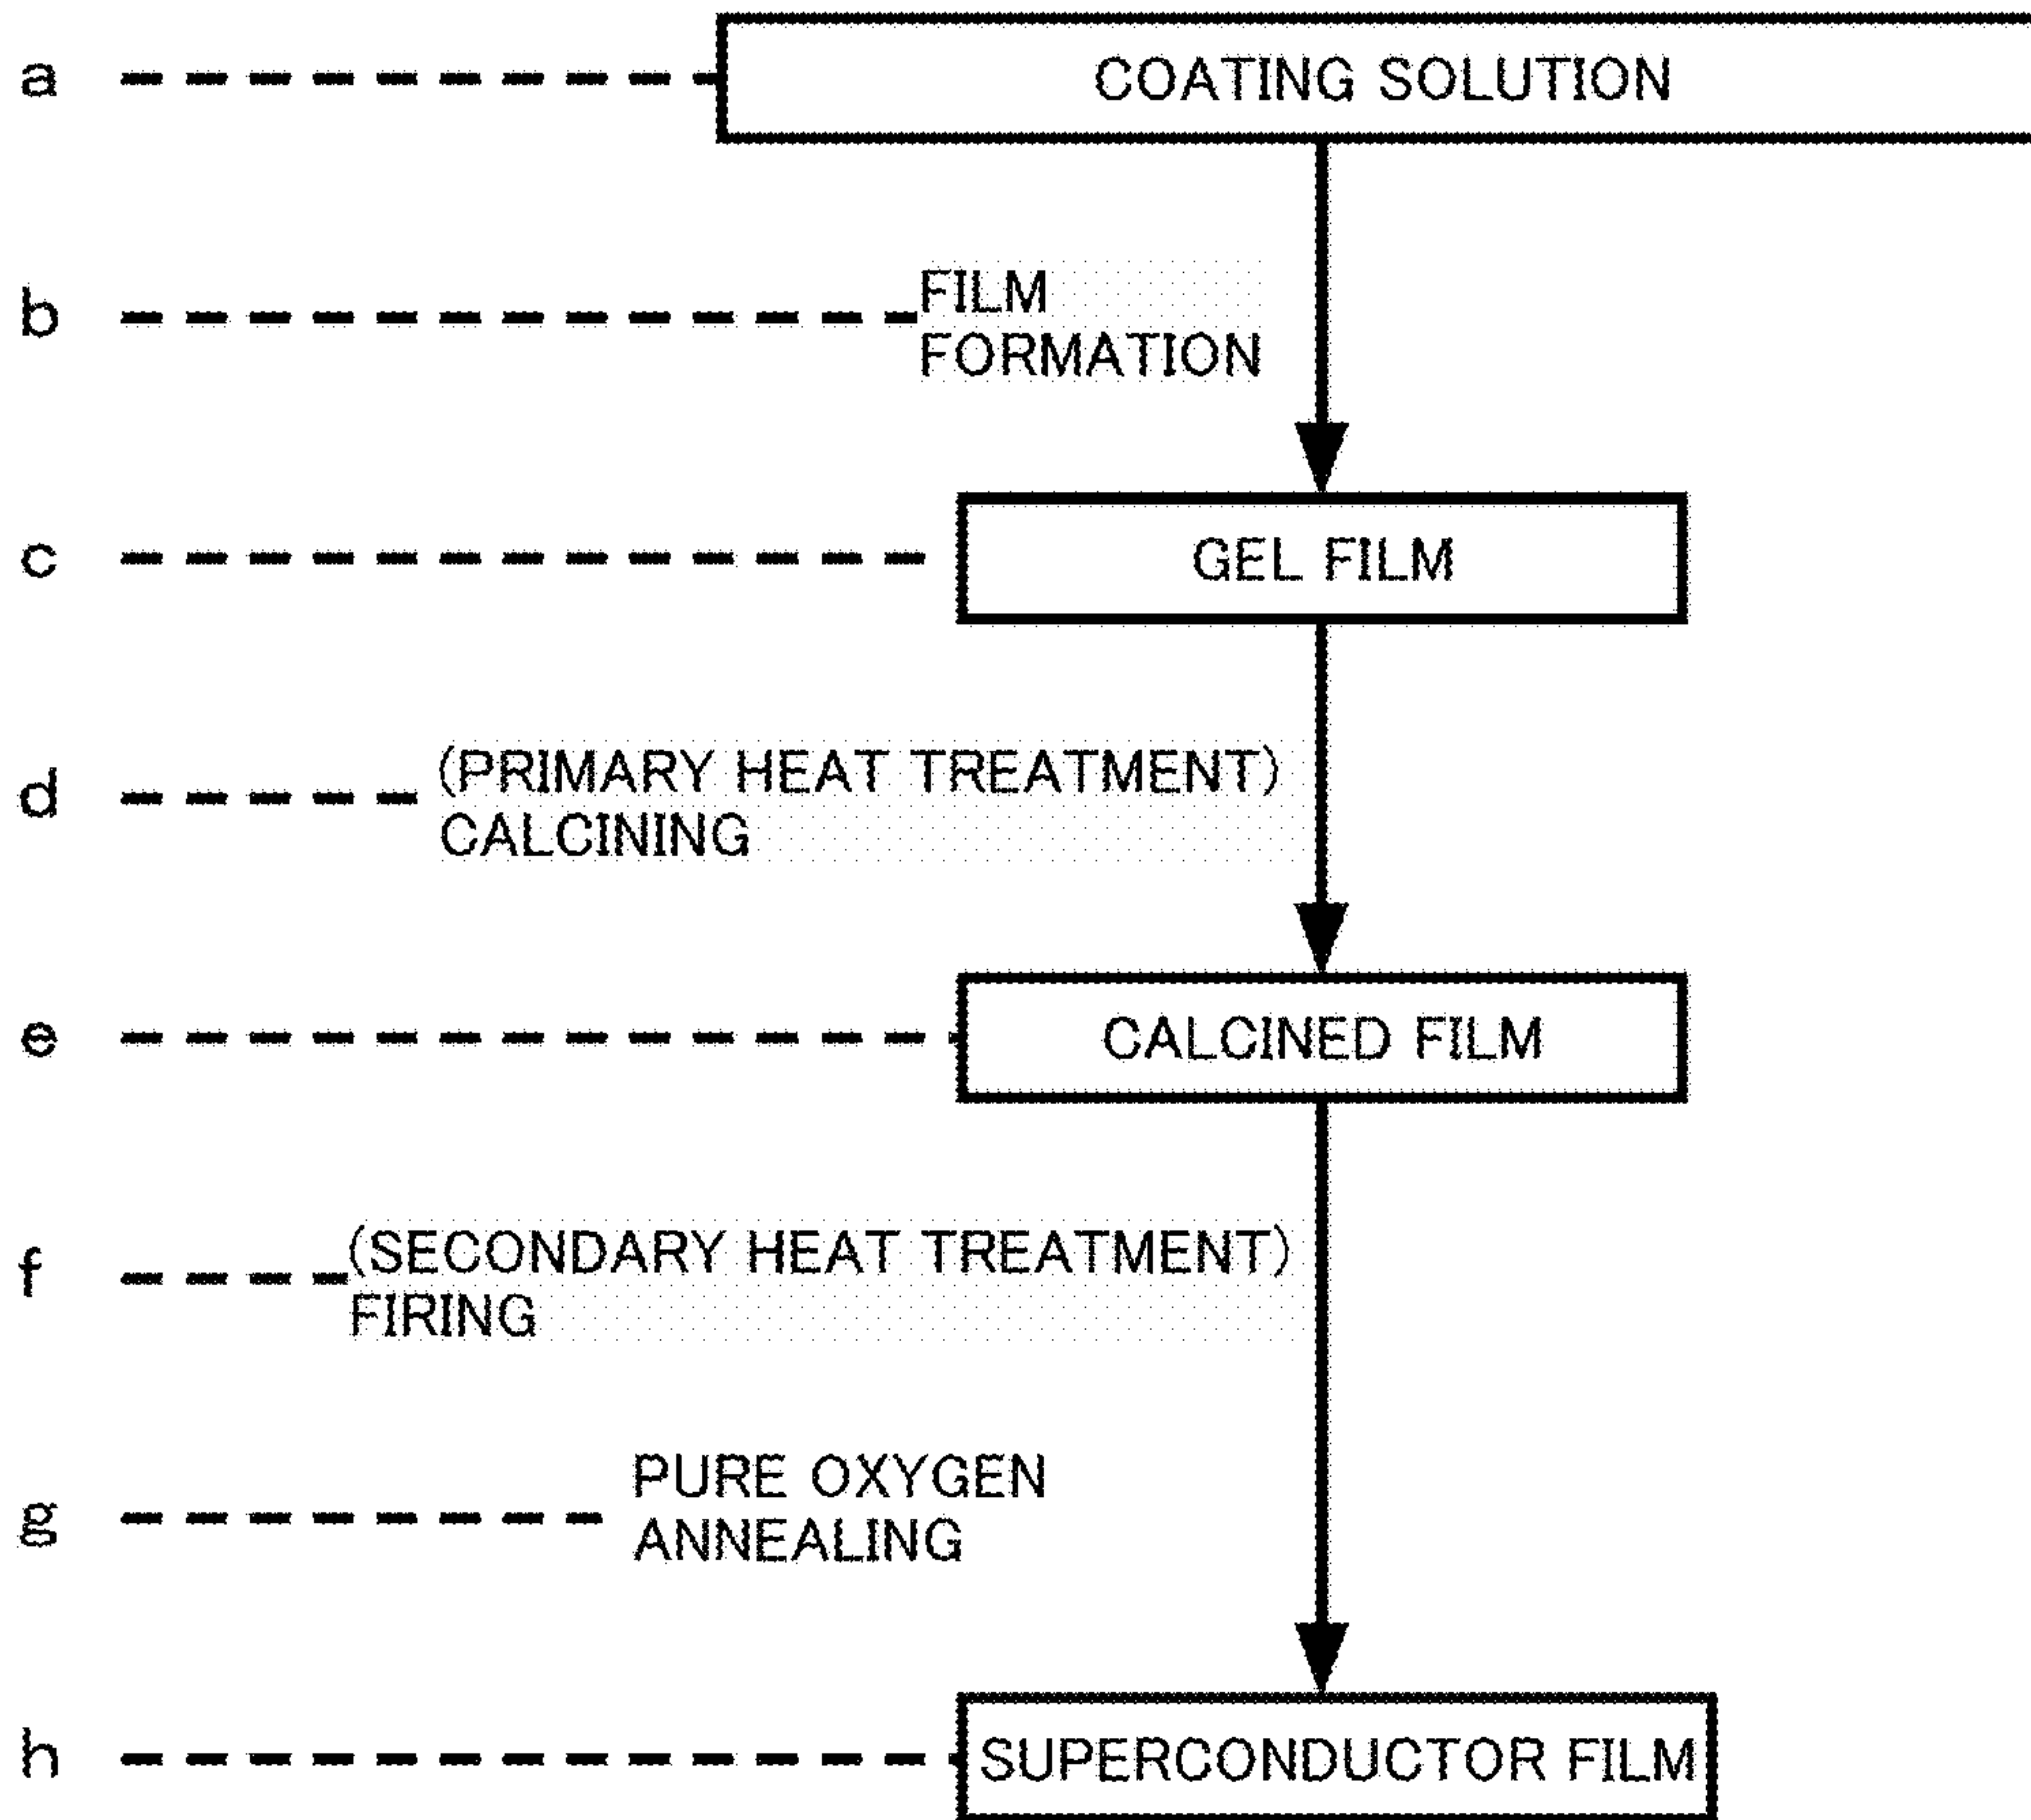 a COATING SOLUTION
b FILM
FORMATION
c GEL FILM
d (PRIMARY HEAT TREATMENT)
CALCINING
e CALCINED FILM
f (SECONDARY HEAT TREATMENT)
FIRING
g PURE OXYGEN
ANNEALING
h SUPERCONDUCTOR FILM